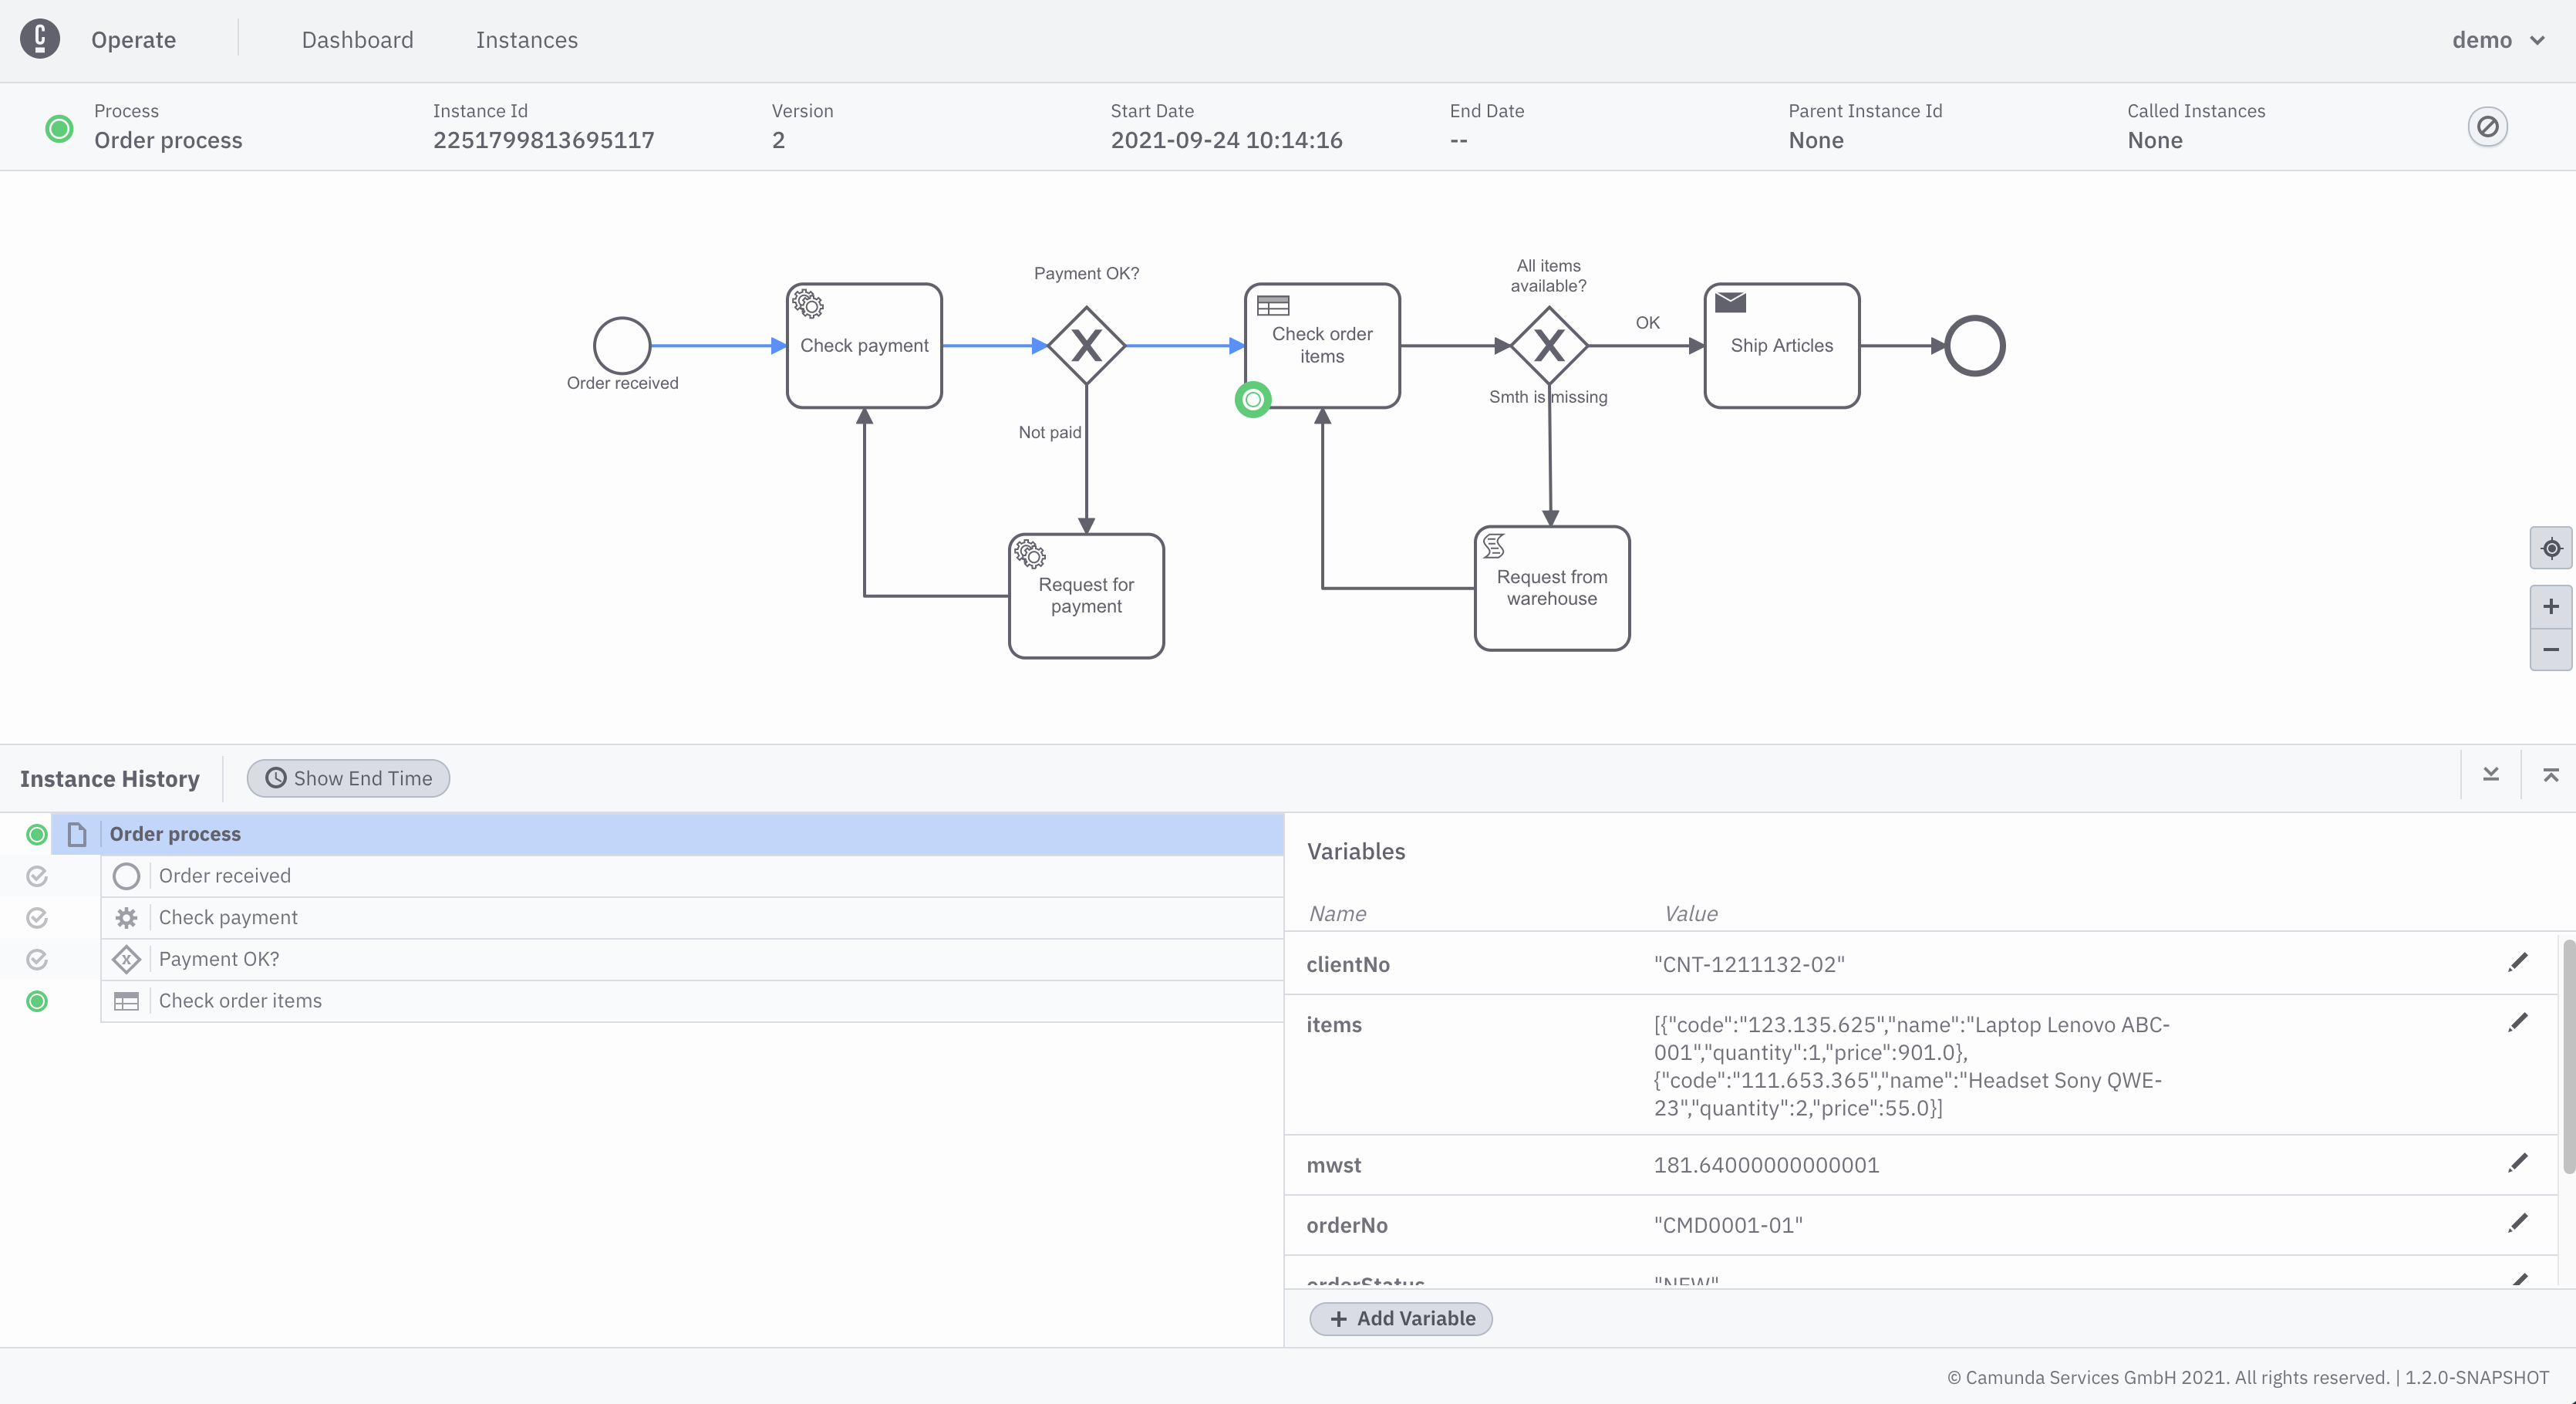 Operate
Dashboard
Instances
demo
Process
Order process
Instance Id
2251799813695117
Version
2
Start Date
2021-09-24 10:14:16
End Date
--
Parent Instance Id
None
Called Instances
None
Order received
Check payment
Payment OK?
Not paid
Request for
payment
Check order
items
All items
available?
OK
Smth is missing
Request from
warehouse
Ship Articles
Instance History
Show End Time
Order process
Order received
Check payment
Payment OK?
Check order items
Variables
Name
Value
clientNo
"CNT-1211132-02"
items
[{"code":"123.135.625","name":"Laptop Lenovo ABC-
001","quantity":1,"price":901.0},
{"code":"111.653.365","name":"Headset Sony QWE-
23","quantity":2,"price":55.0}]
mwst
181.64000000000001
orderNo
"CMD0001-01"
orderStatus
"NEW"
+ Add Variable
© Camunda Services GmbH 2021. All rights reserved. | 1.2.0-SNAPSHOT